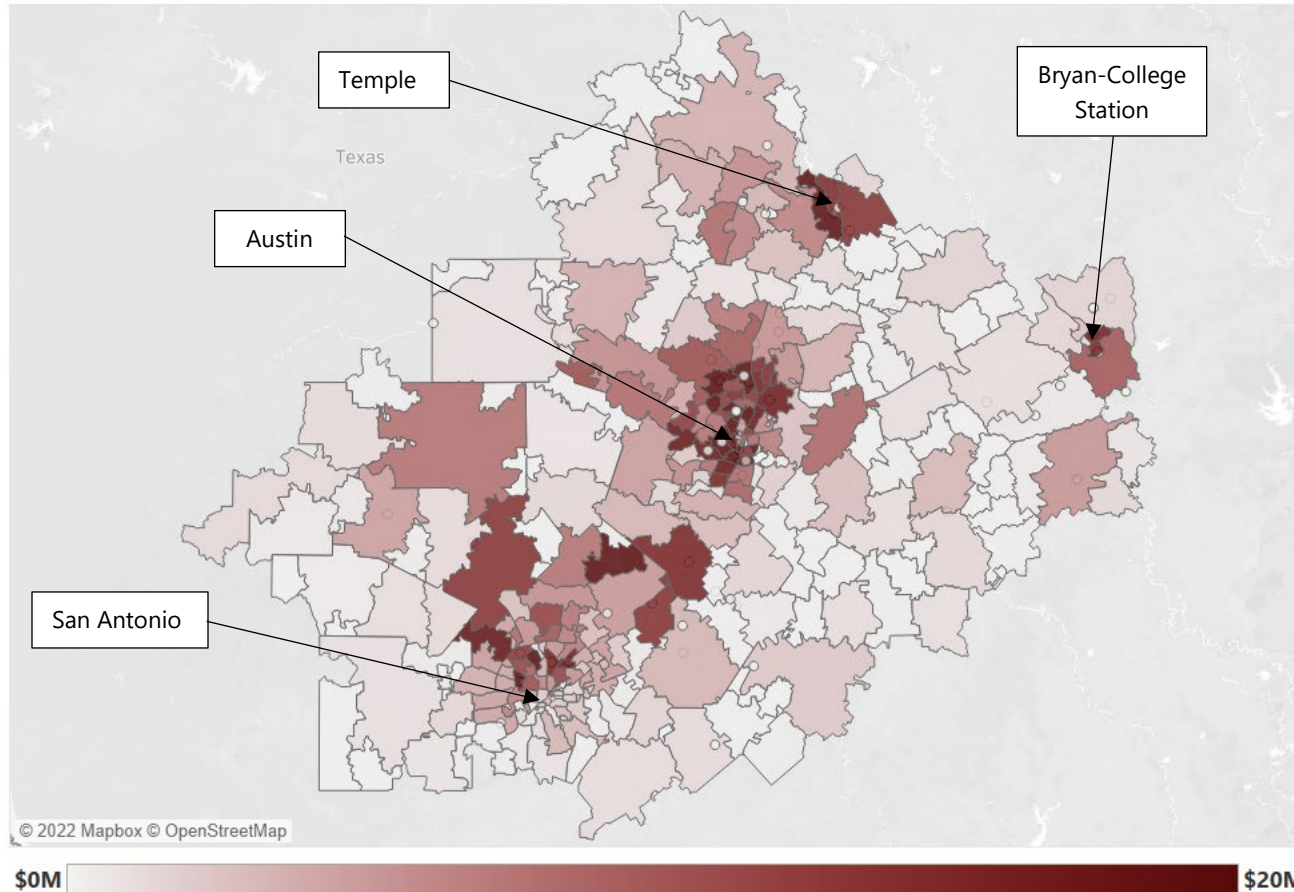 Temple
Bryan-College
Station
Texas
Austin
San Antonio
© 2022 Mapbox © OpenStreetMap
$0M
$20M